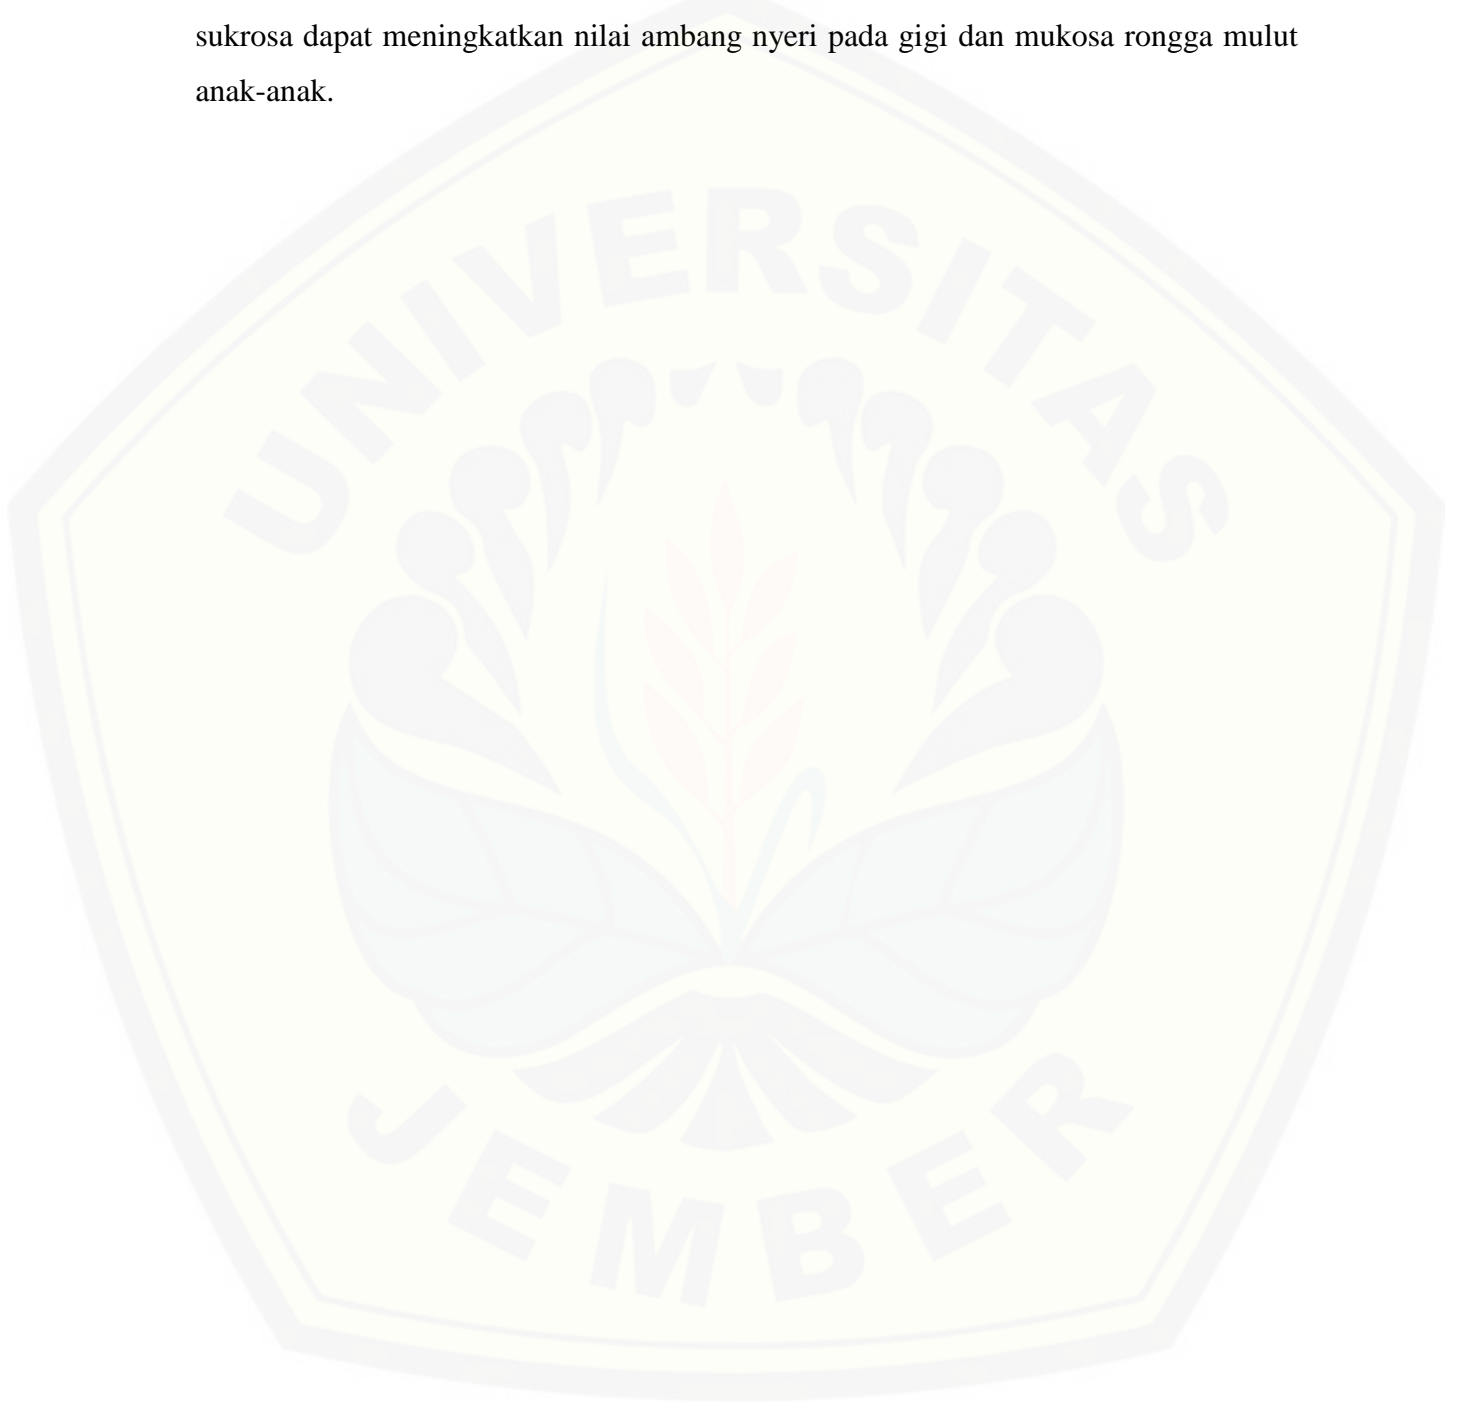 sukrosa dapat meningkatkan nilai ambang nyeri pada gigi dan mukosa rongga mulut
anak-anak.
UNIVERSITAS
JEMBER